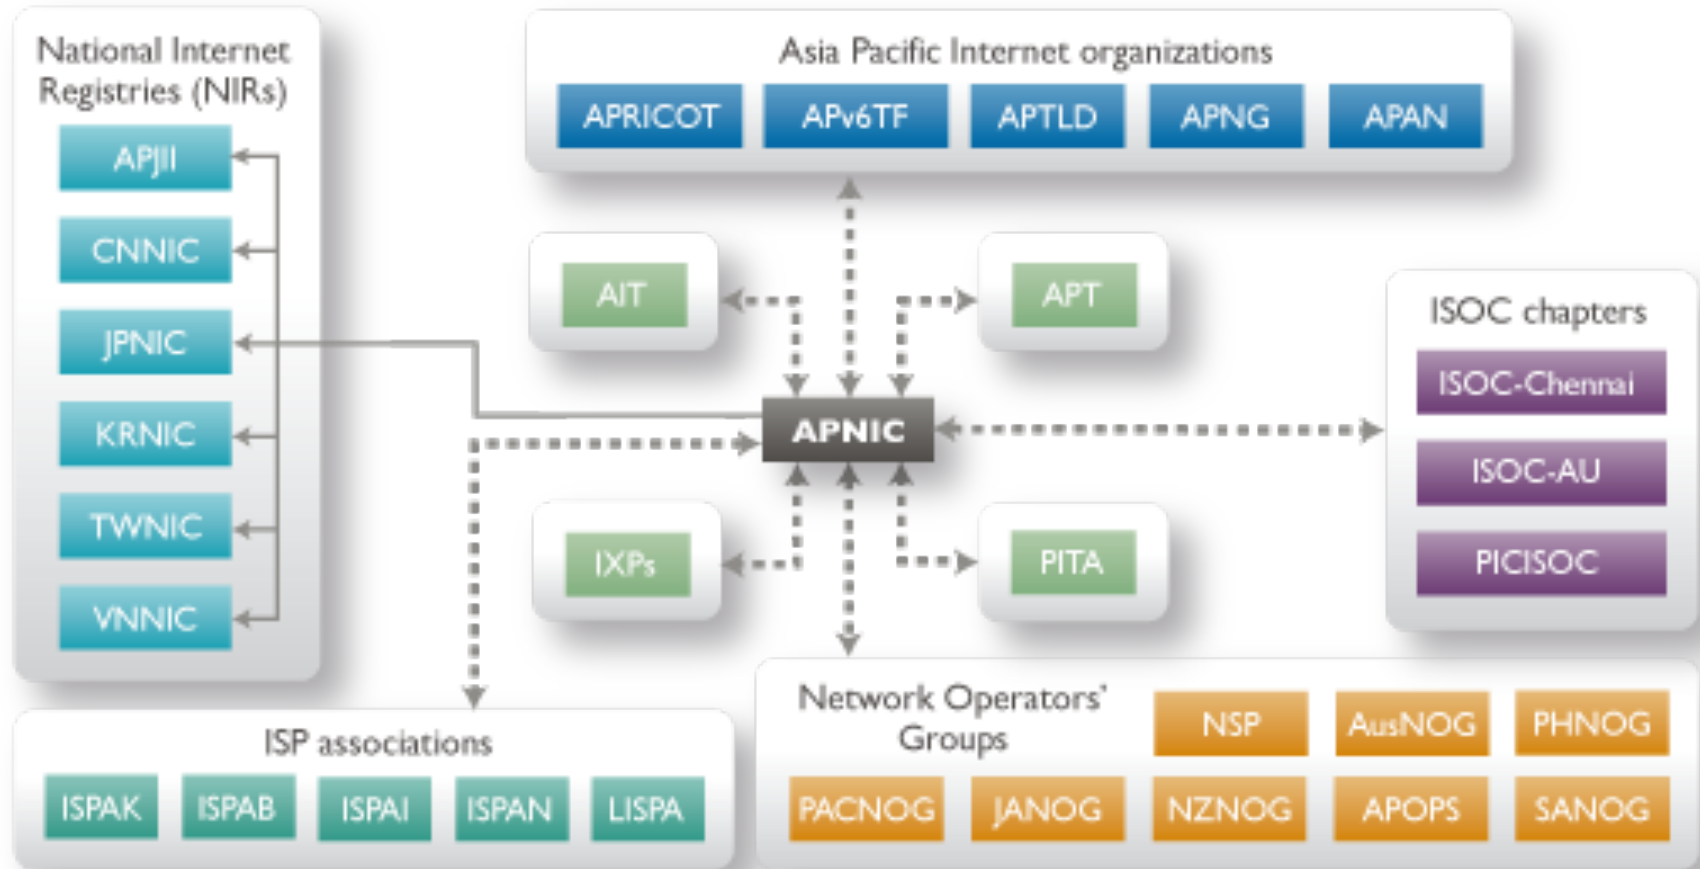 National Internet
Registries (NIRs)
APJII
CNNIC
JPNIC
KRNIC
TWNIC
VNNIC
Asia Pacific Internet organizations
APRICOT APv6TF APTLD APNG APAN
AIT
APT
APNIC
IXPs
PITA
ISOC chapters
ISOC-Chennai
ISOC-AU
PICISOC
ISP associations
ISPAK ISPAB ISPAI ISPAN LISPA
Network Operators'
Groups
NSP AusNOG PHNOG
PACNOG JANOG NZNOG APOPS SANOG